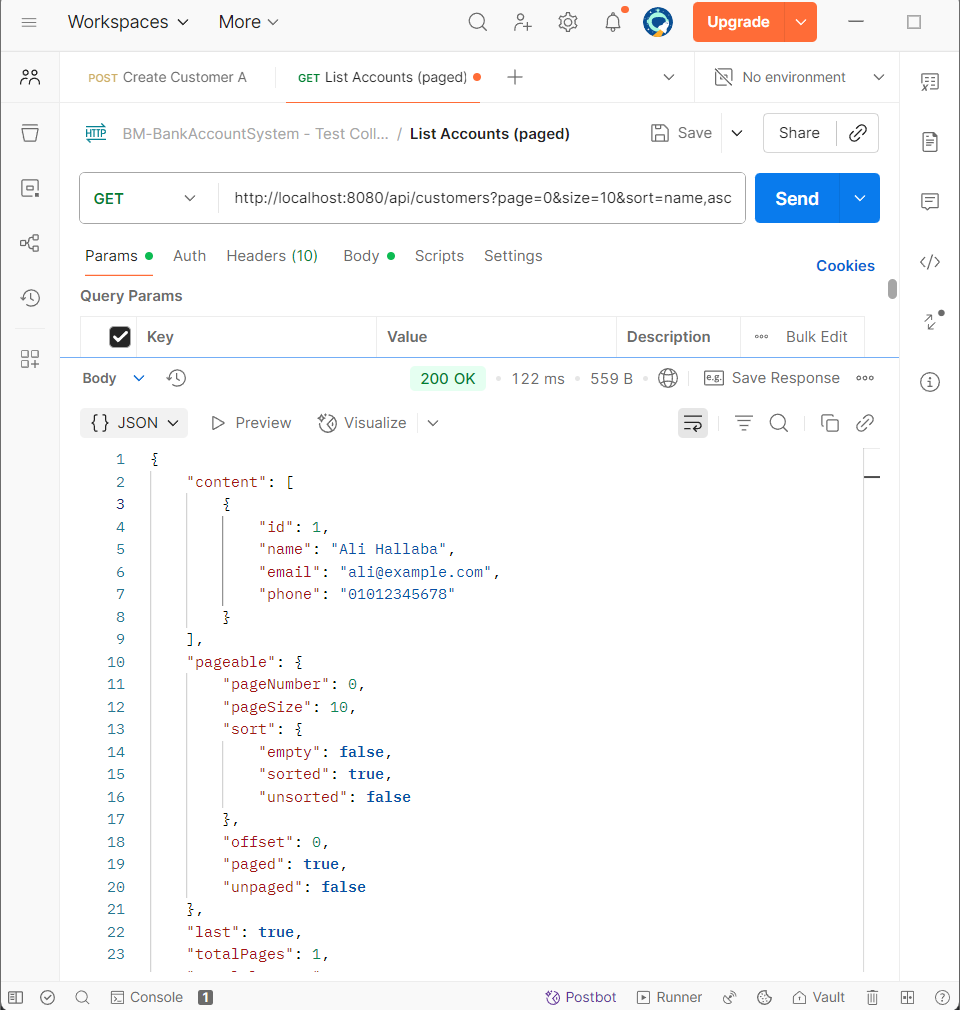 Workspaces More Upgrade
POST Create Customer A GET List Accounts (paged) No environment
HTTP BM-BankAccountSystem - Test Coll... / List Accounts (paged) Save Share
GET http://localhost:8080/api/customers?page=0&size=10&sort=name,asc Send
Params Auth Headers (10) Body Scripts Settings Cookies
Query Params
Key Value Description Bulk Edit
Body 200 OK 122 ms 559 B e.g. Save Response
{} JSON Preview Visualize
1 {
2 "content": [
3 {
4 "id": 1,
5 "name": "Ali Hallaba",
6 "email": "ali@example.com",
7 "phone": "01012345678"
8 }
9 ],
10 "pageable": {
11 "pageNumber": 0,
12 "pageSize": 10,
13 "sort": {
14 "empty": false,
15 "sorted": true,
16 "unsorted": false
17 },
18 "offset": 0,
19 "paged": true,
20 "unpaged": false
21 },
22 "last": true,
23 "totalPages": 1,
Console 1 Postbot Runner Vault